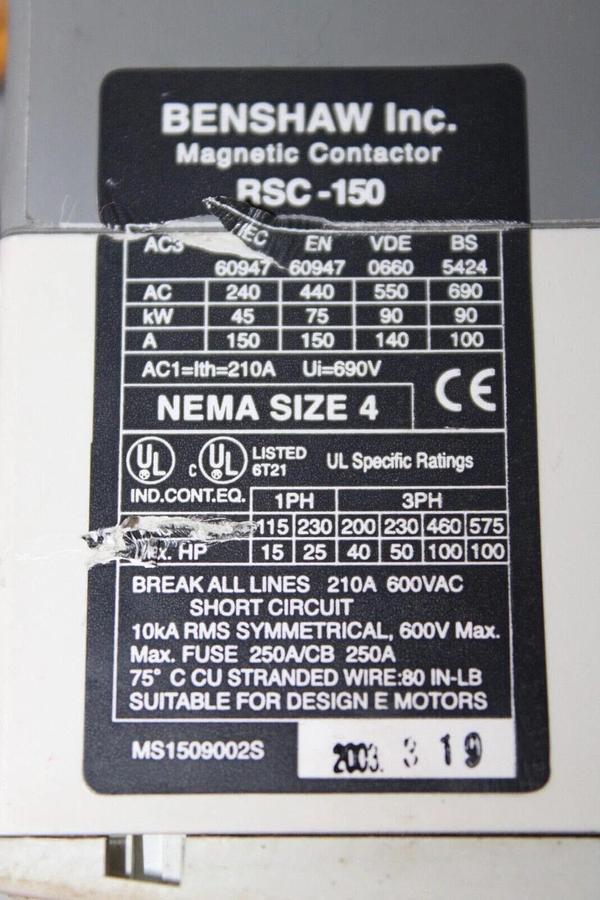 BENSHAW Inc.
Magnetic Contactor
RSC-150
AC3 IEC EN VDE BS
60947 60947 0660 5424
AC 240 440 550 690
kW 45 75 90 90
A 150 150 140 100
AC1=Ith=210A Ui=690V
CE
NEMA SIZE 4
UL C UL LISTED 6T21 UL Specific Ratings
IND.CONT.EQ. 1PH 3PH
115 230 200 230 460 575
HP 15 25 40 50 100 100
BREAK ALL LINES 210A 600VAC
SHORT CIRCUIT
10kA RMS SYMMETRICAL, 600V Max.
Max. FUSE 250A/CB 250A
75° C CU STRANDED WIRE:80 IN-LB
SUITABLE FOR DESIGN E MOTORS
MS1509002S 2003. 3 19